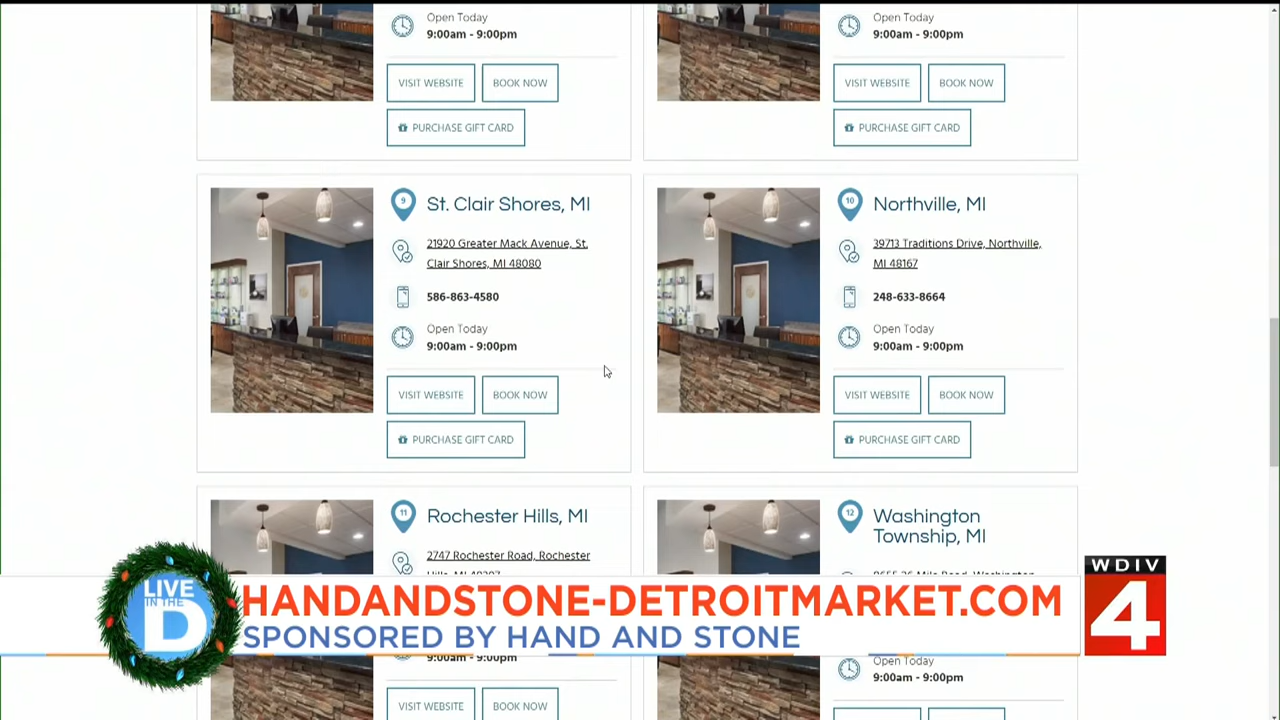 Open Today
9:00am - 9:00pm
VISIT WEBSITE
BOOK NOW
PURCHASE GIFT CARD
Open Today
9:00am - 9:00pm
VISIT WEBSITE
BOOK NOW
PURCHASE GIFT CARD
9
St. Clair Shores, MI
21920 Greater Mack Avenue, St.
Clair Shores, MI 48080
586-863-4580
Open Today
9:00am - 9:00pm
VISIT WEBSITE
BOOK NOW
PURCHASE GIFT CARD
10
Northville, MI
39713 Traditions Drive, Northville,
MI 48167
248-633-8664
Open Today
9:00am - 9:00pm
VISIT WEBSITE
BOOK NOW
PURCHASE GIFT CARD
11
Rochester Hills, MI
2747 Rochester Road, Rochester
12
Washington
Township, MI
LIVE
IN THE
D
HANDANDSTONE-DETROITMARKET.COM
SPONSORED BY HAND AND STONE
WDIV
4
9:00am - 9:00pm
VISIT WEBSITE
BOOK NOW
Open Today
9:00am - 9:00pm